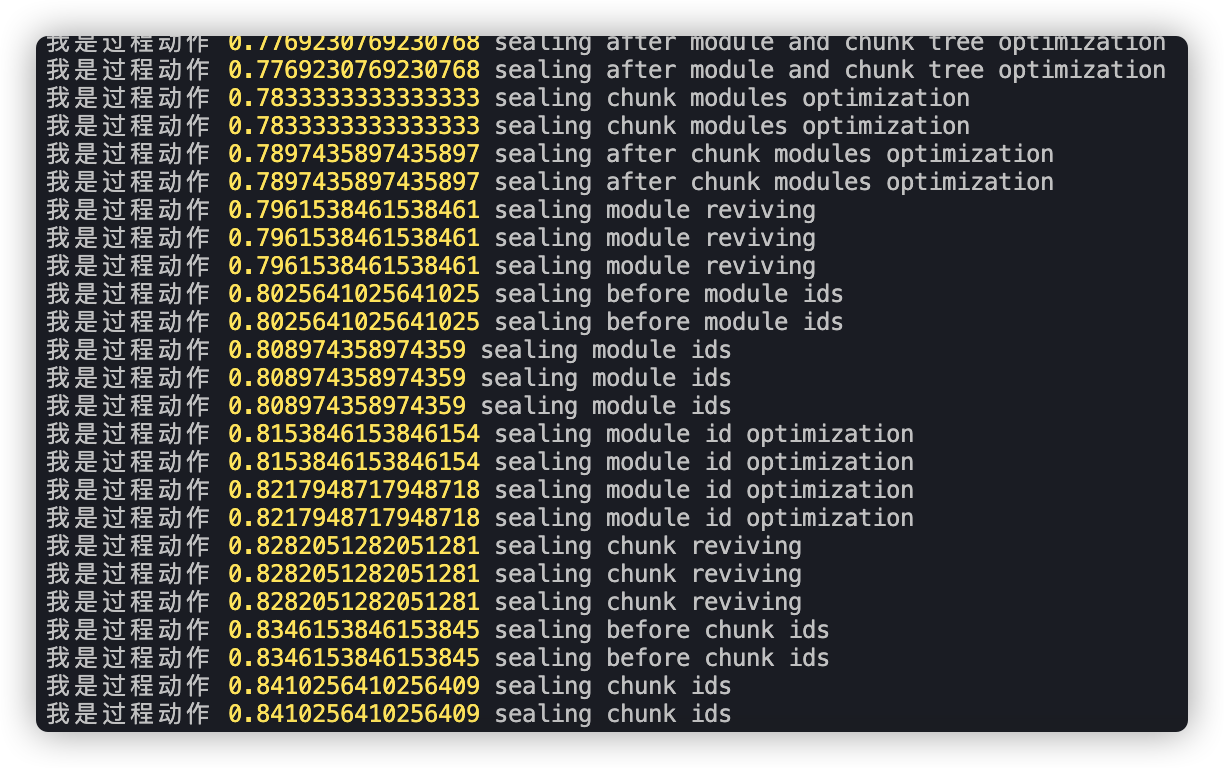 我是过程动作 0.7769230769230768 sealing after module and chunk tree optimization
我是过程动作 0.7769230769230768 sealing after module and chunk tree optimization
我是过程动作 0.7833333333333333 sealing chunk modules optimization
我是过程动作 0.7833333333333333 sealing chunk modules optimization
我是过程动作 0.7897435897435897 sealing after chunk modules optimization
我是过程动作 0.7897435897435897 sealing after chunk modules optimization
我是过程动作 0.7961538461538461 sealing module reviving
我是过程动作 0.7961538461538461 sealing module reviving
我是过程动作 0.7961538461538461 sealing module reviving
我是过程动作 0.8025641025641025 sealing before module ids
我是过程动作 0.8025641025641025 sealing before module ids
我是过程动作 0.808974358974359 sealing module ids
我是过程动作 0.808974358974359 sealing module ids
我是过程动作 0.808974358974359 sealing module ids
我是过程动作 0.8153846153846154 sealing module id optimization
我是过程动作 0.8153846153846154 sealing module id optimization
我是过程动作 0.8217948717948718 sealing module id optimization
我是过程动作 0.8217948717948718 sealing module id optimization
我是过程动作 0.8282051282051281 sealing chunk reviving
我是过程动作 0.8282051282051281 sealing chunk reviving
我是过程动作 0.8282051282051281 sealing chunk reviving
我是过程动作 0.8346153846153845 sealing before chunk ids
我是过程动作 0.8346153846153845 sealing before chunk ids
我是过程动作 0.8410256410256409 sealing chunk ids
我是过程动作 0.8410256410256409 sealing chunk ids